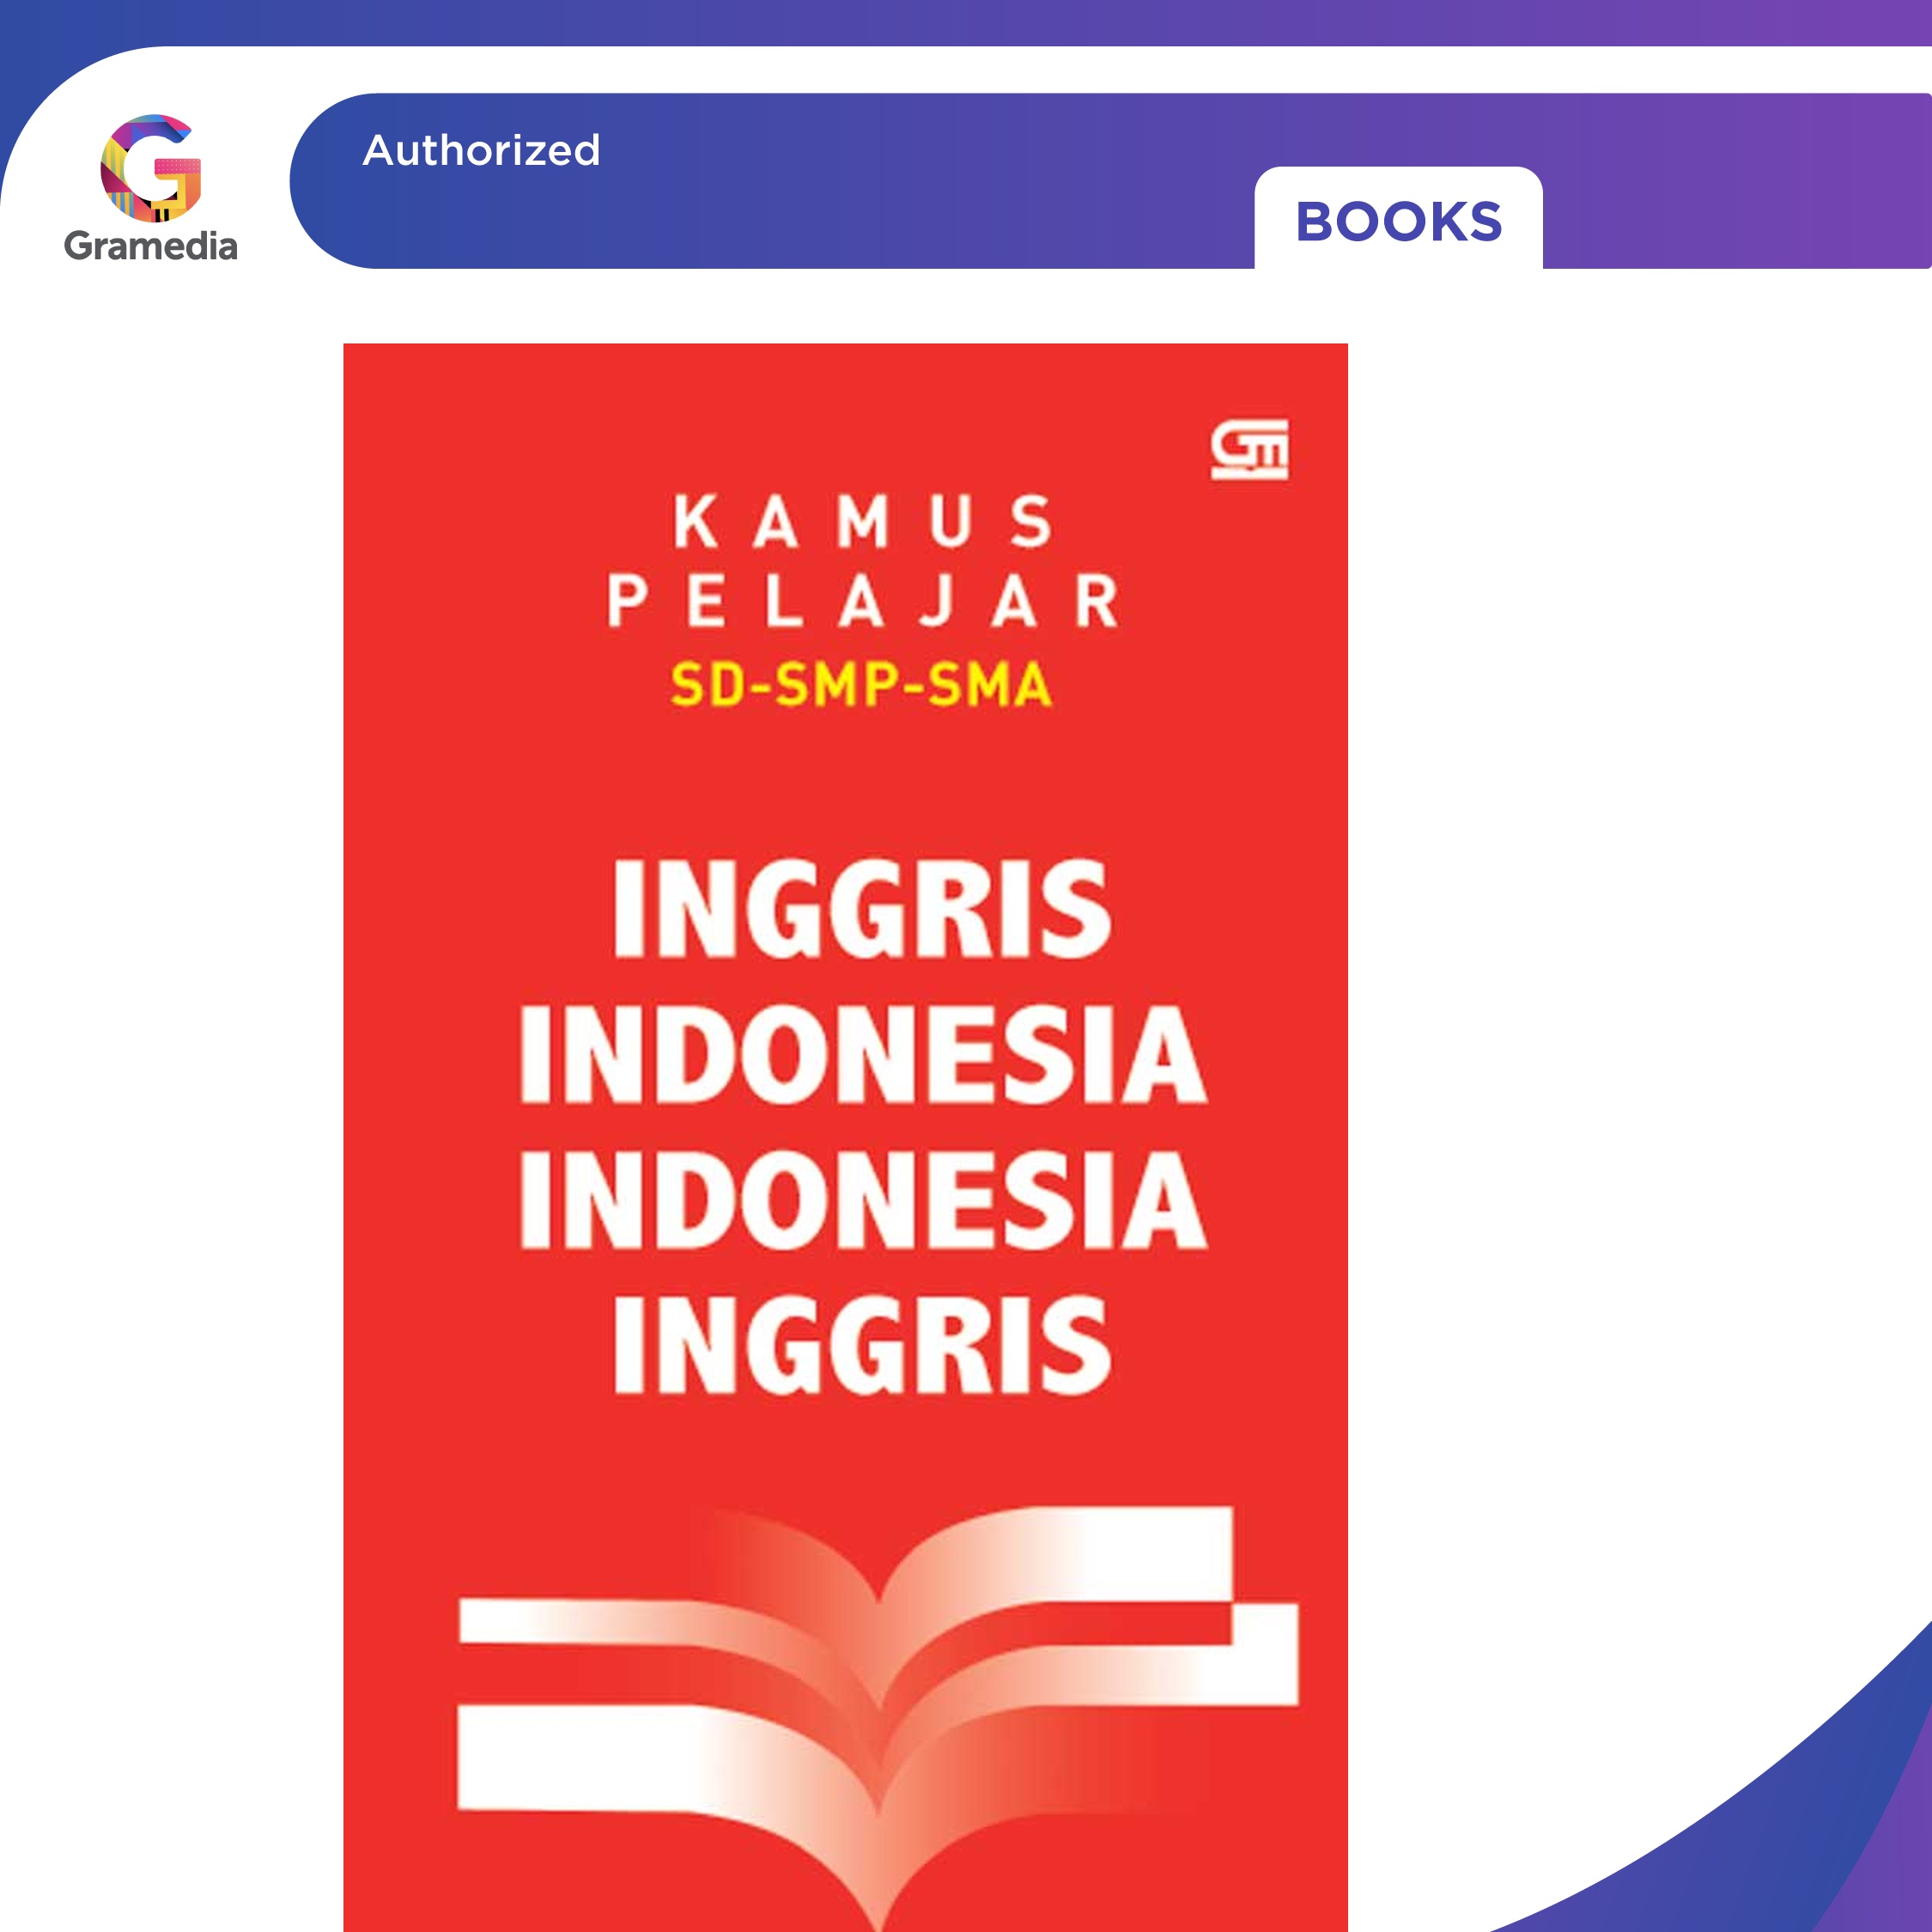 Gramedia
Authorized
BOOKS
KAMUS
PELAJAR
SD-SMP-SMA
INGGRIS
INDONESIA
INDONESIA
INGGRIS